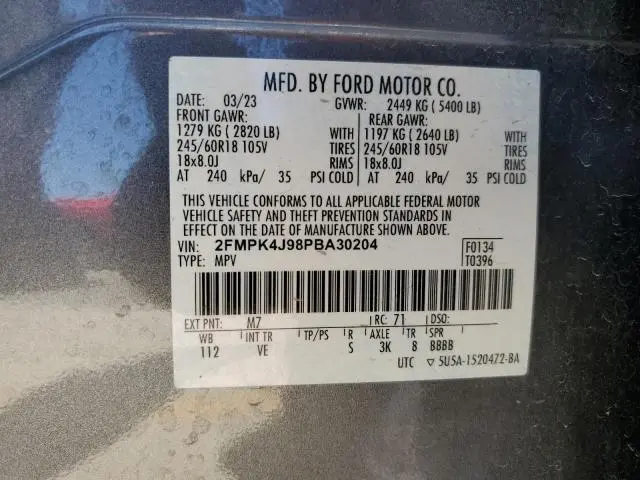 MFD. BY FORD MOTOR CO.
DATE: 03/23 GVWR: 2449 KG ( 5400 LB)
FRONT GAWR: REAR GAWR:
1279 KG ( 2820 LB) 1197 KG ( 2640 LB) WITH
245/60R18 105V TIRES 245/60R18 105V TIRES
18x8.0J RIMS 18x8.0J RIMS
AT 240 kPa/ 35 PSI COLD AT 240 kPa/ 35 PSI COLD
THIS VEHICLE CONFORMS TO ALL APPLICABLE FEDERAL MOTOR
VEHICLE SAFETY AND THEFT PREVENTION STANDARDS IN
EFFECT ON THE DATE OF MANUFACTURE SHOWN ABOVE.
VIN: 2FMPK4J98PBA30204 F0134
TYPE: MPV T0396
EXT PNT: M7 RC: 71 DSO:
WB INT TR TP/PS R AXLE TR SPR
112 VE S 3K 8 BBBB
UTC ▽ 5U5A-1520472-BA